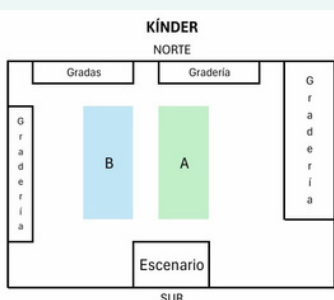 KÍNDER
NORTE
Gradas
Gradería
Gradería
Gradería
B
A
Escenario
SUR